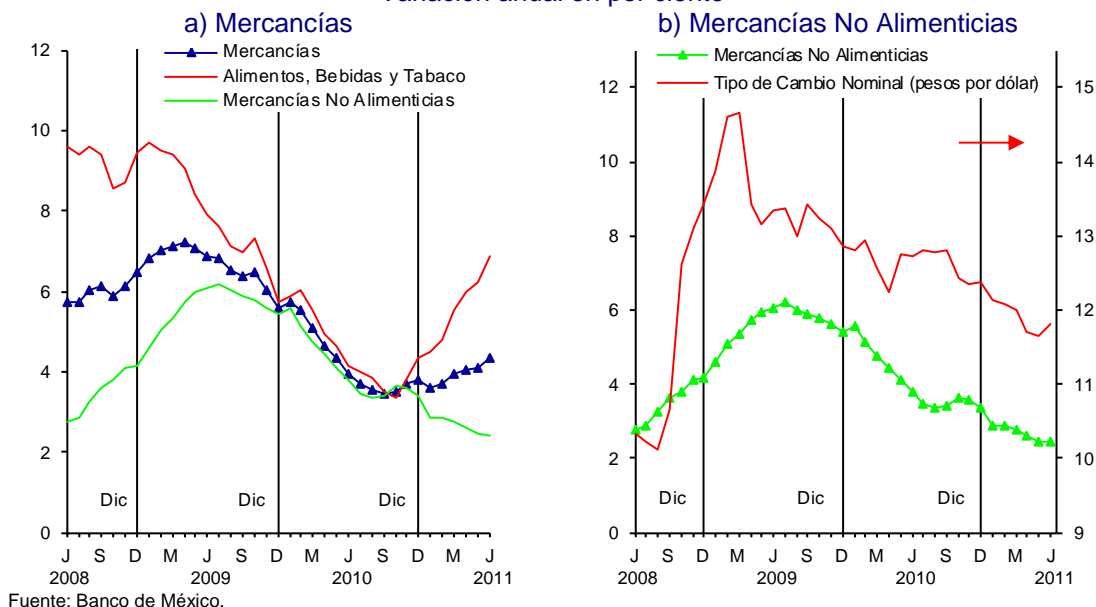 a) Mercancías
Mercancías
Alimentos, Bebidas y Tabaco
Mercancías No Alimenticias
12
10
8
6
4
2
0
Dic
Dic
Dic
J S D M J S D M J S D M J
2008 2009 2010 2011
b) Mercancías No Alimenticias
Mercancías No Alimenticias
Tipo de Cambio Nominal (pesos por dólar)
12
10
8
6
4
2
0
15
14
13
12
11
10
9
Dic
Dic
Dic
J S D M J S D M J S D M J
2008 2009 2010 2011
Fuente: Banco de México.